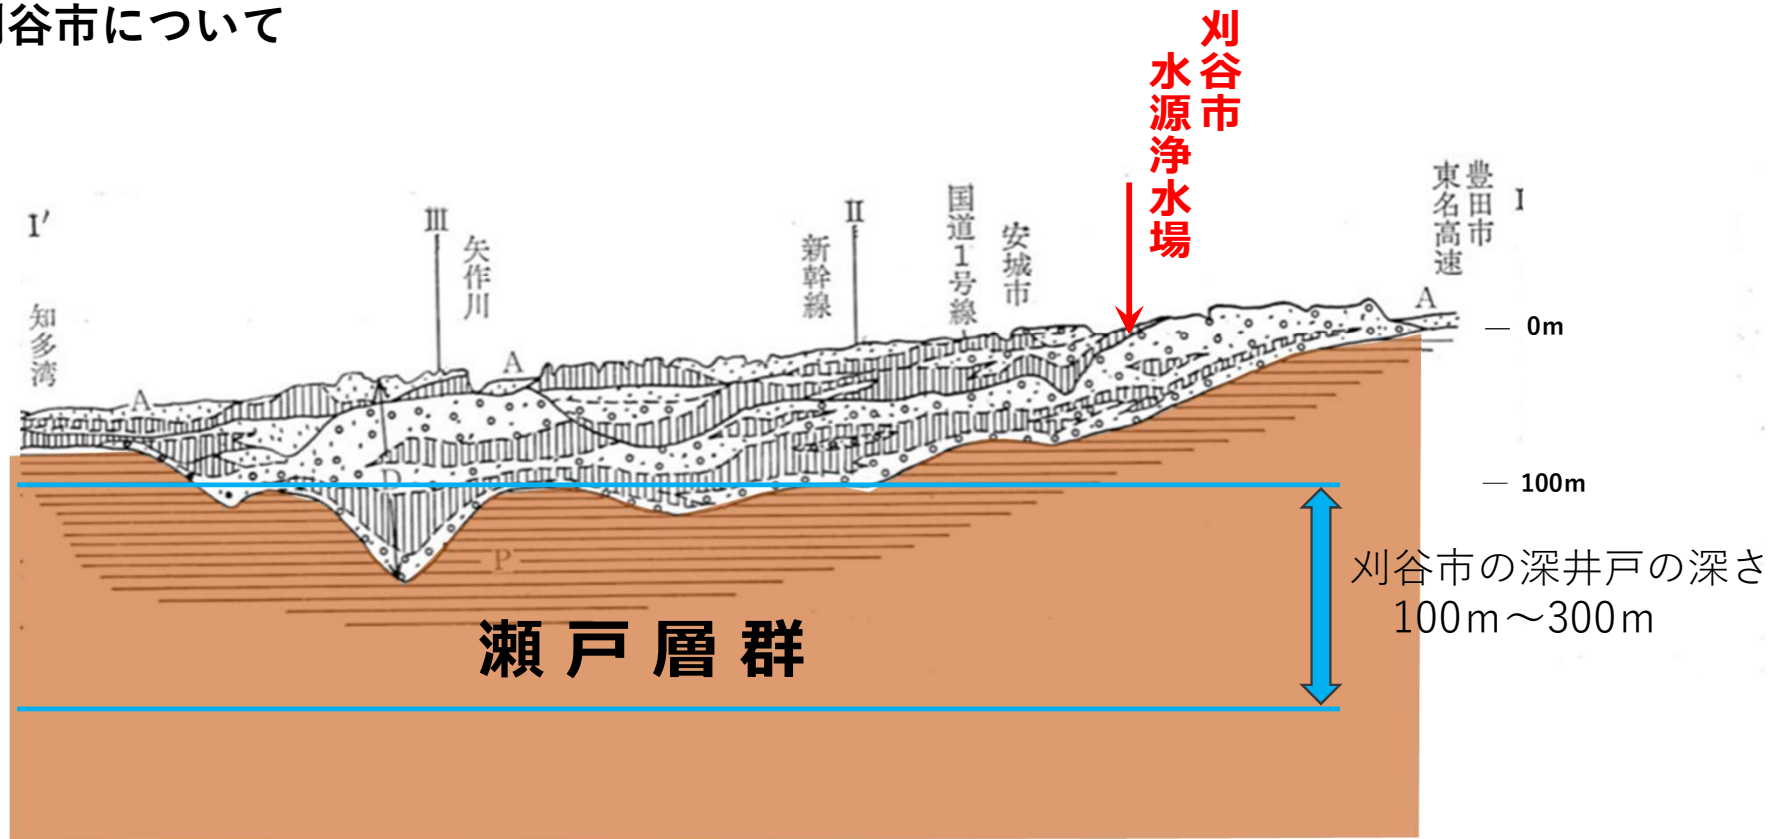 刈谷市について
刈谷市
水源浄水場
I′
Ⅲ
矢作川
新幹線
Ⅱ
国道1号線
安城市
豊田市
東名高速
I
知多湾
A
A
A
0m
100m
D
P
刈谷市の深井戸の深さ
100m～300m
瀬戸層群